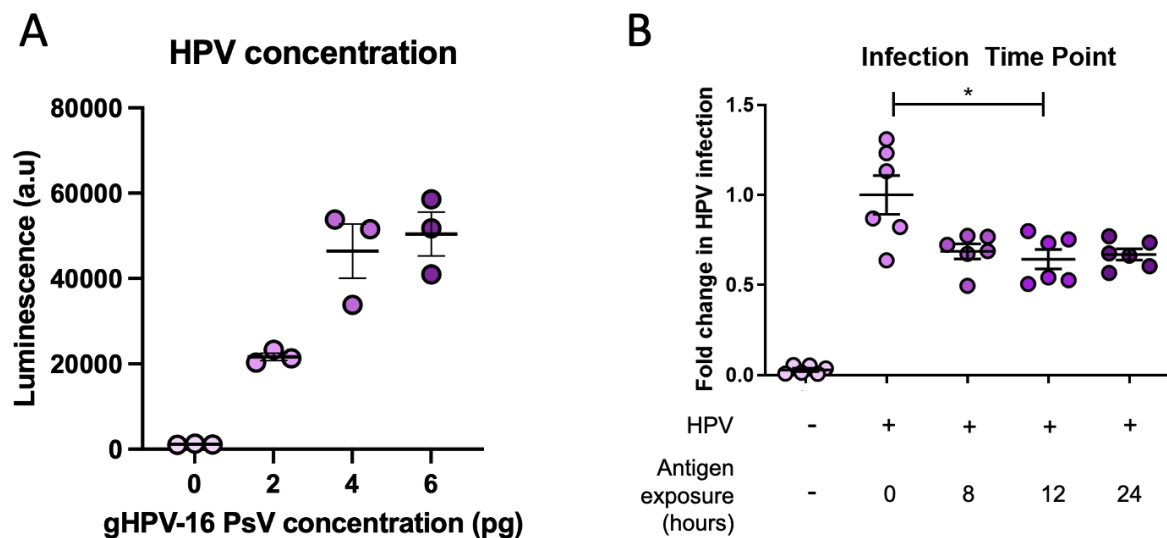 A
HPV concentration
80000
60000
40000
20000
0
Luminescence (a.u)
0 2 4 6
gHPV-16 PsV concentration (pg)
B
Infection Time Point
*
1.5
1.0
0.5
0.0
Fold change in HPV infection
HPV - + + + +
Antigen
exposure - 0 8 12 24
(hours)